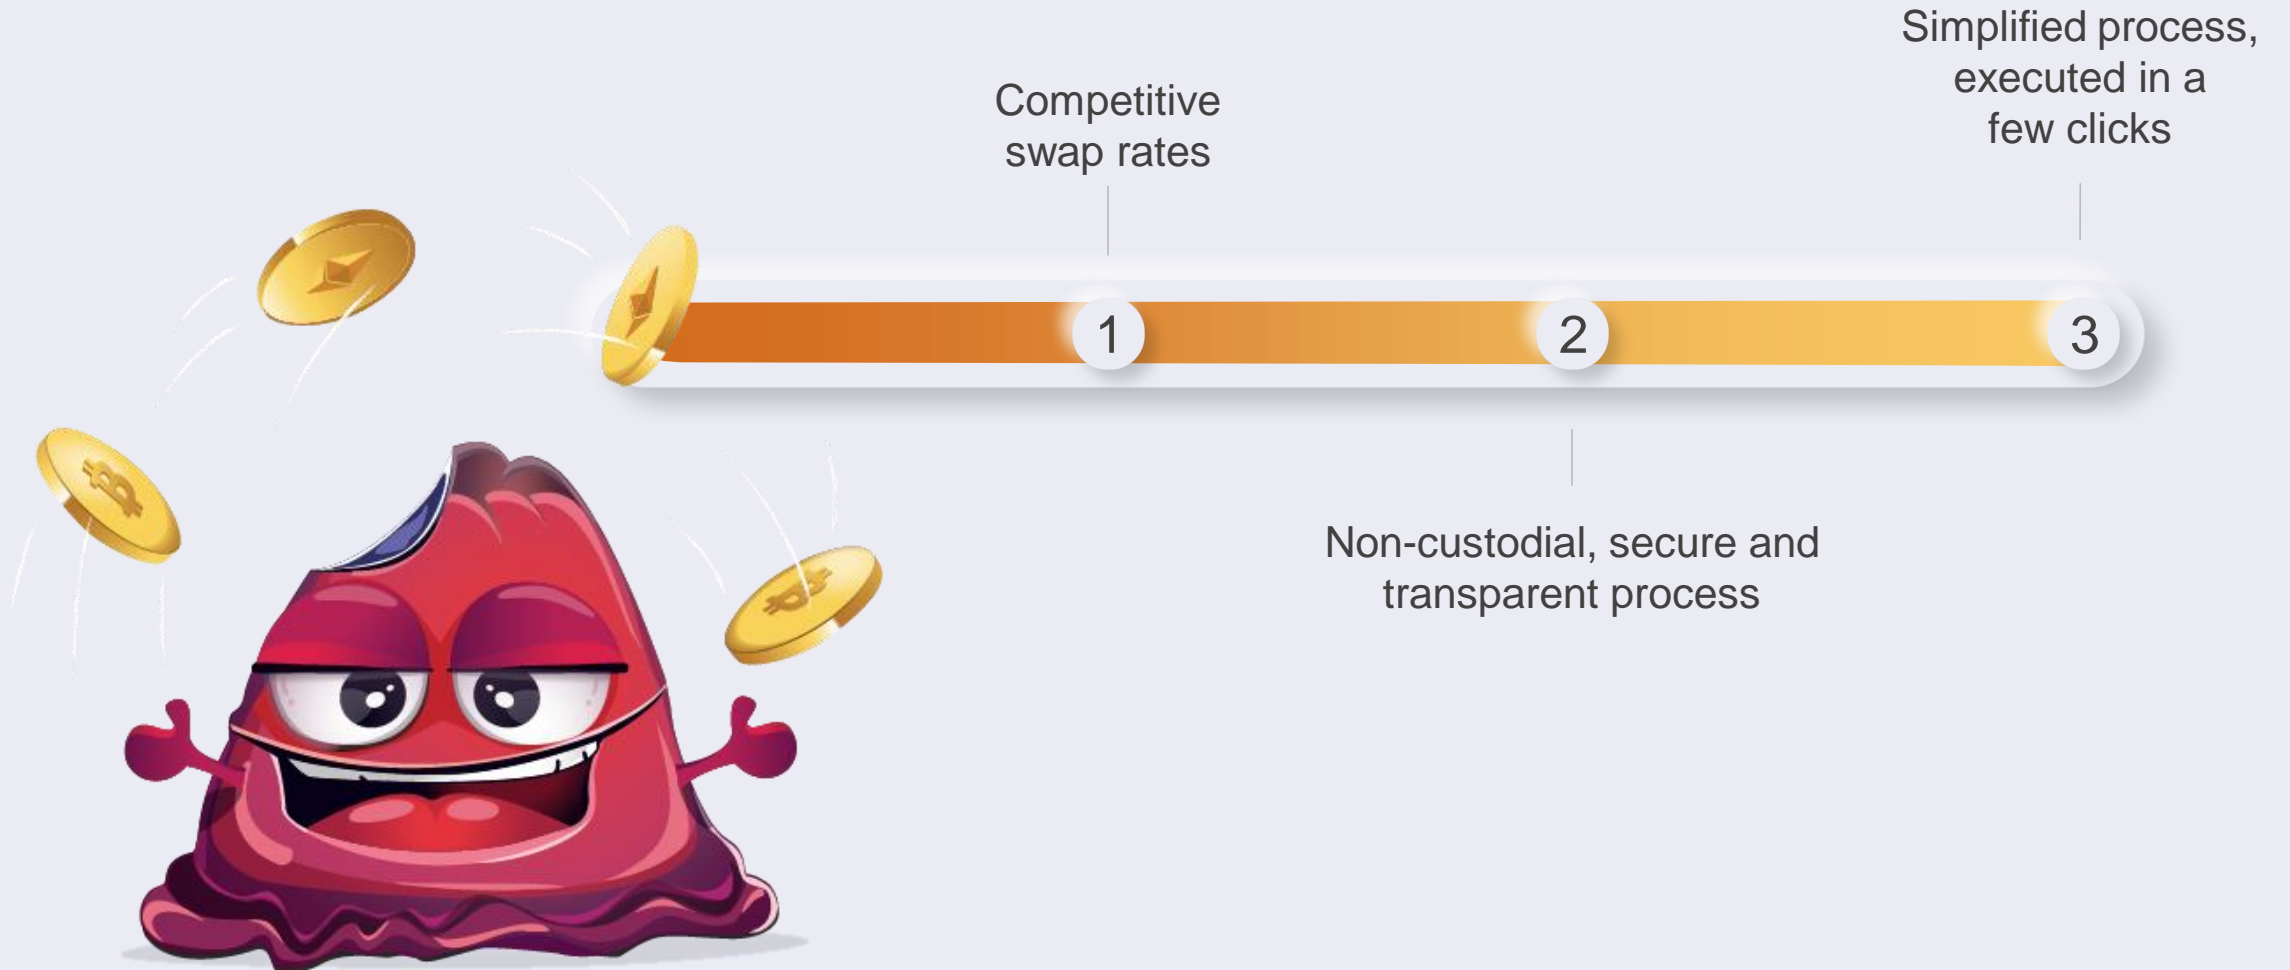 Competitive
swap rates
Simplified process,
executed in a
few clicks
1
2
3
Non-custodial, secure and
transparent process